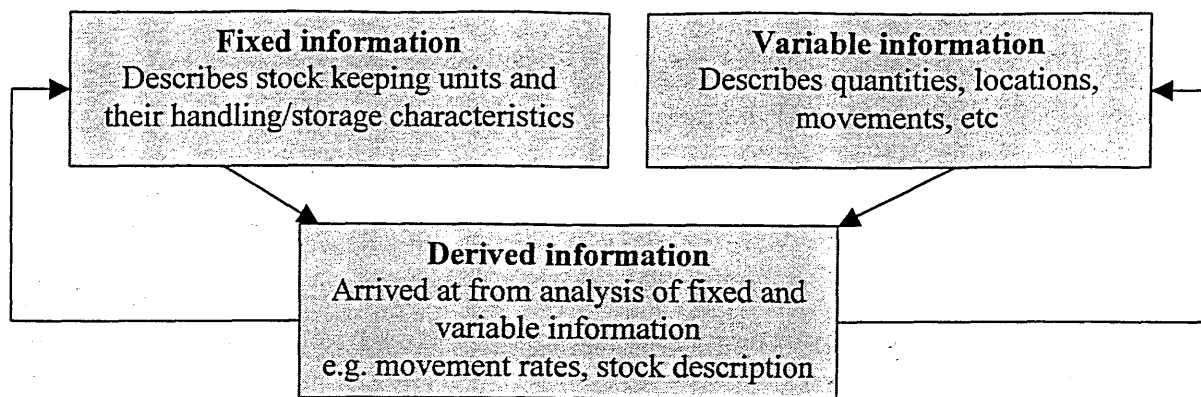 Fixed information
Describes stock keeping units and
their handling/storage characteristics
Variable information
Describes quantities, locations,
movements, etc
Derived information
Arrived at from analysis of fixed and
variable information
e.g. movement rates, stock description